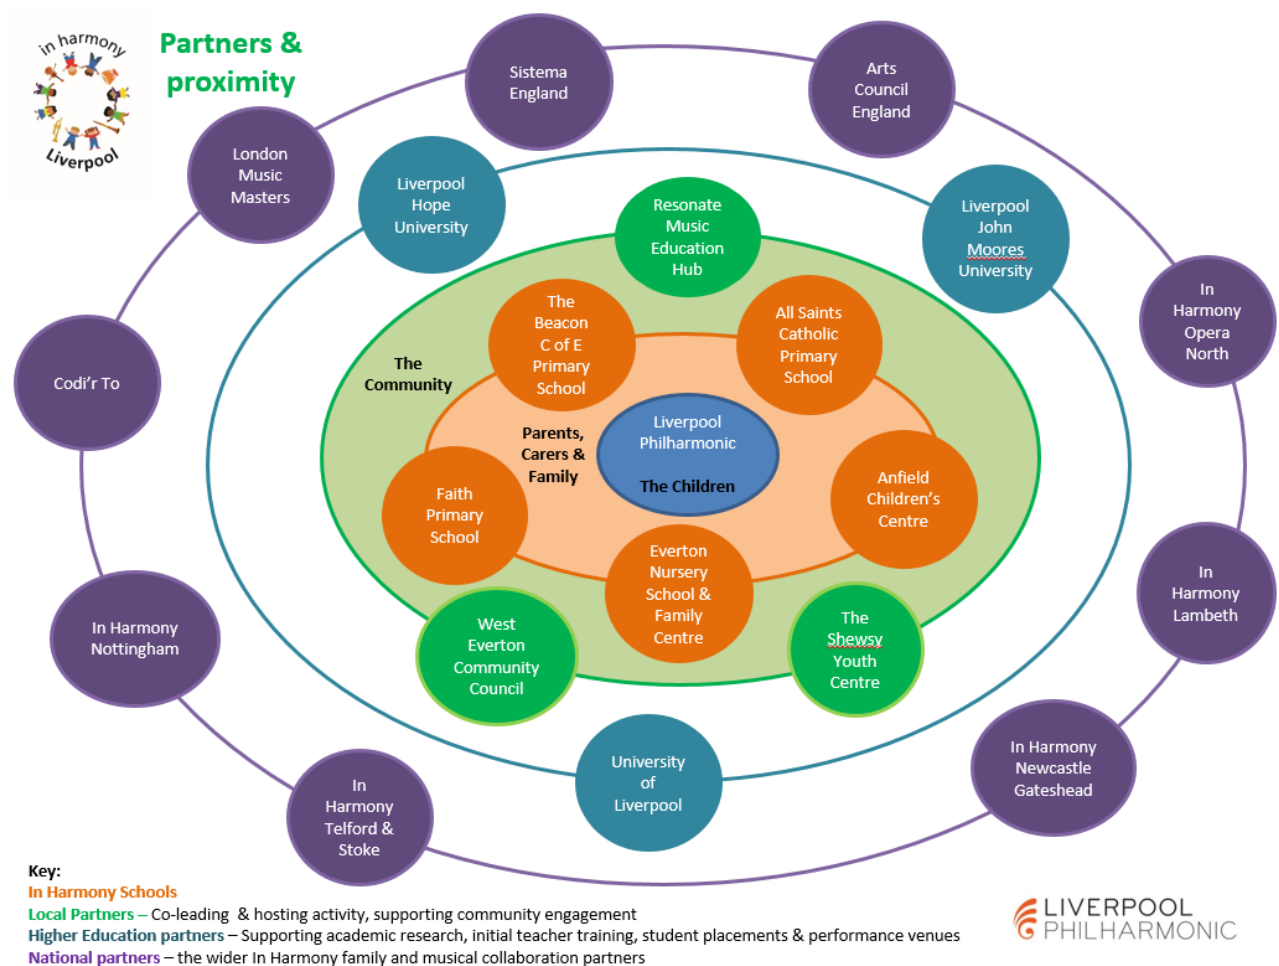 in harmony
Liverpool
Partners &
proximity
Sistema
England
Arts
Council
England
London
Music
Masters
Liverpool
Hope
University
Resonate
Music
Education
Hub
Liverpool
John
Moores
University
In
Harmony
Opera
North
The
Beacon
C of E
Primary
School
All Saints
Catholic
Primary
School
The
Community
Codi’r To
Liverpool
Philharmonic
The Children
Parents,
Carers &
Family
Faith
Primary
School
Anfield
Children’s
Centre
Everton
Nursery
School &
Family
Centre
In
Harmony
Lambeth
In Harmony
Nottingham
West
Everton
Community
Council
The
Shewsy
Youth
Centre
University
of
Liverpool
In Harmony
Newcastle
Gateshead
In
Harmony
Telford &
Stoke
Key:
In Harmony Schools
Local Partners – Co-leading & hosting activity, supporting community engagement
Higher Education partners – Supporting academic research, initial teacher training, student placements & performance venues
National partners – the wider In Harmony family and musical collaboration partners
LIVERPOOL
PHILHARMONIC